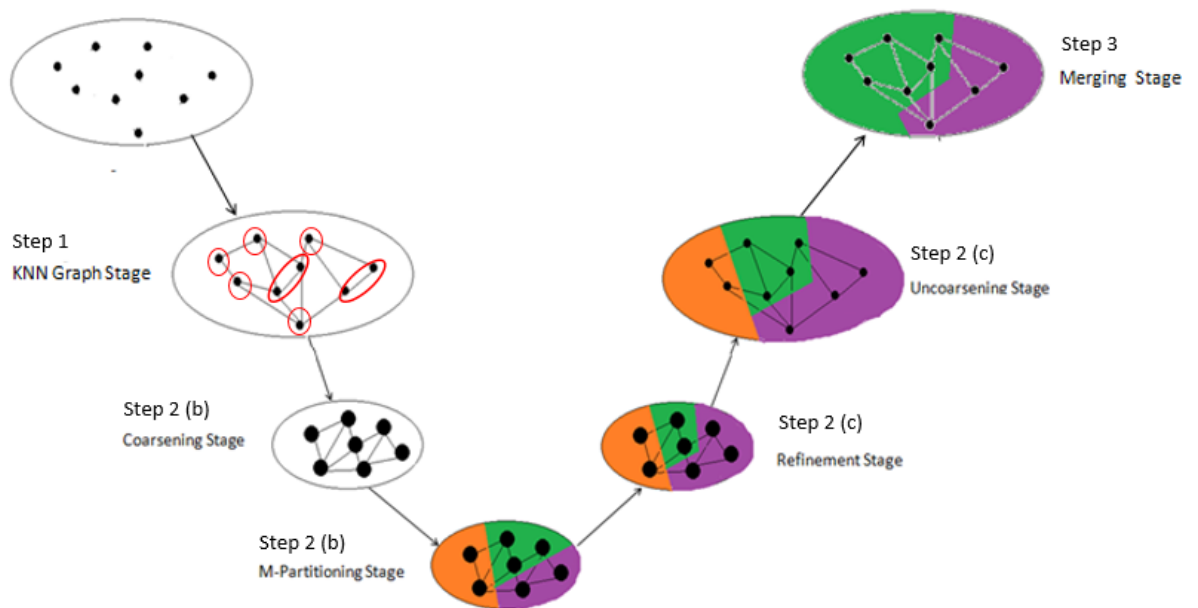 Step 3
Merging Stage
Step 1
KNN Graph Stage
Step 2 (c)
Uncoarsening Stage
Step 2 (b)
Coarsening Stage
Step 2 (c)
Refinement Stage
Step 2 (b)
M-Partitioning Stage